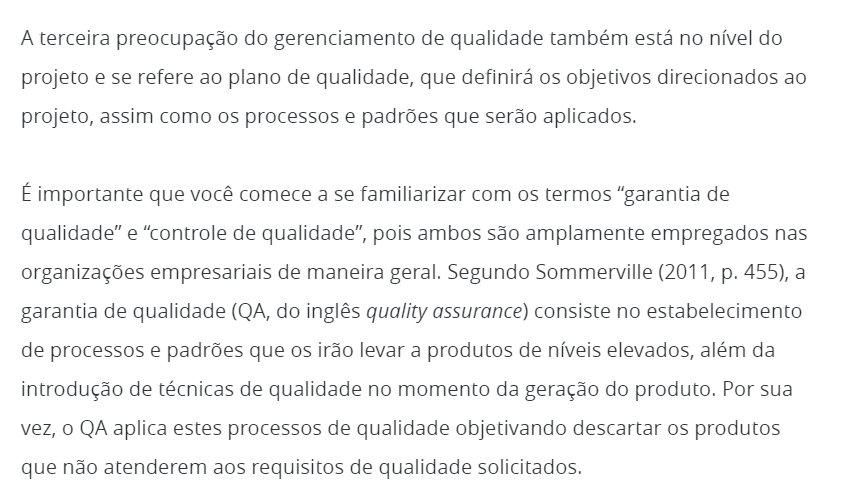 A terceira preocupação do gerenciamento de qualidade também está no nível do
projeto e se refere ao plano de qualidade, que definirá os objetivos direcionados ao
projeto, assim como os processos e padrões que serão aplicados.
É importante que você comece a se familiarizar com os termos “garantia de
qualidade” e “controle de qualidade”, pois ambos são amplamente empregados nas
organizações empresariais de maneira geral. Segundo Sommerville (2011, p. 455), a
garantia de qualidade (QA, do inglês quality assurance) consiste no estabelecimento
de processos e padrões que os irão levar a produtos de níveis elevados, além da
introdução de técnicas de qualidade no momento da geração do produto. Por sua
vez, o QA aplica estes processos de qualidade objetivando descartar os produtos
que não atenderem aos requisitos de qualidade solicitados.